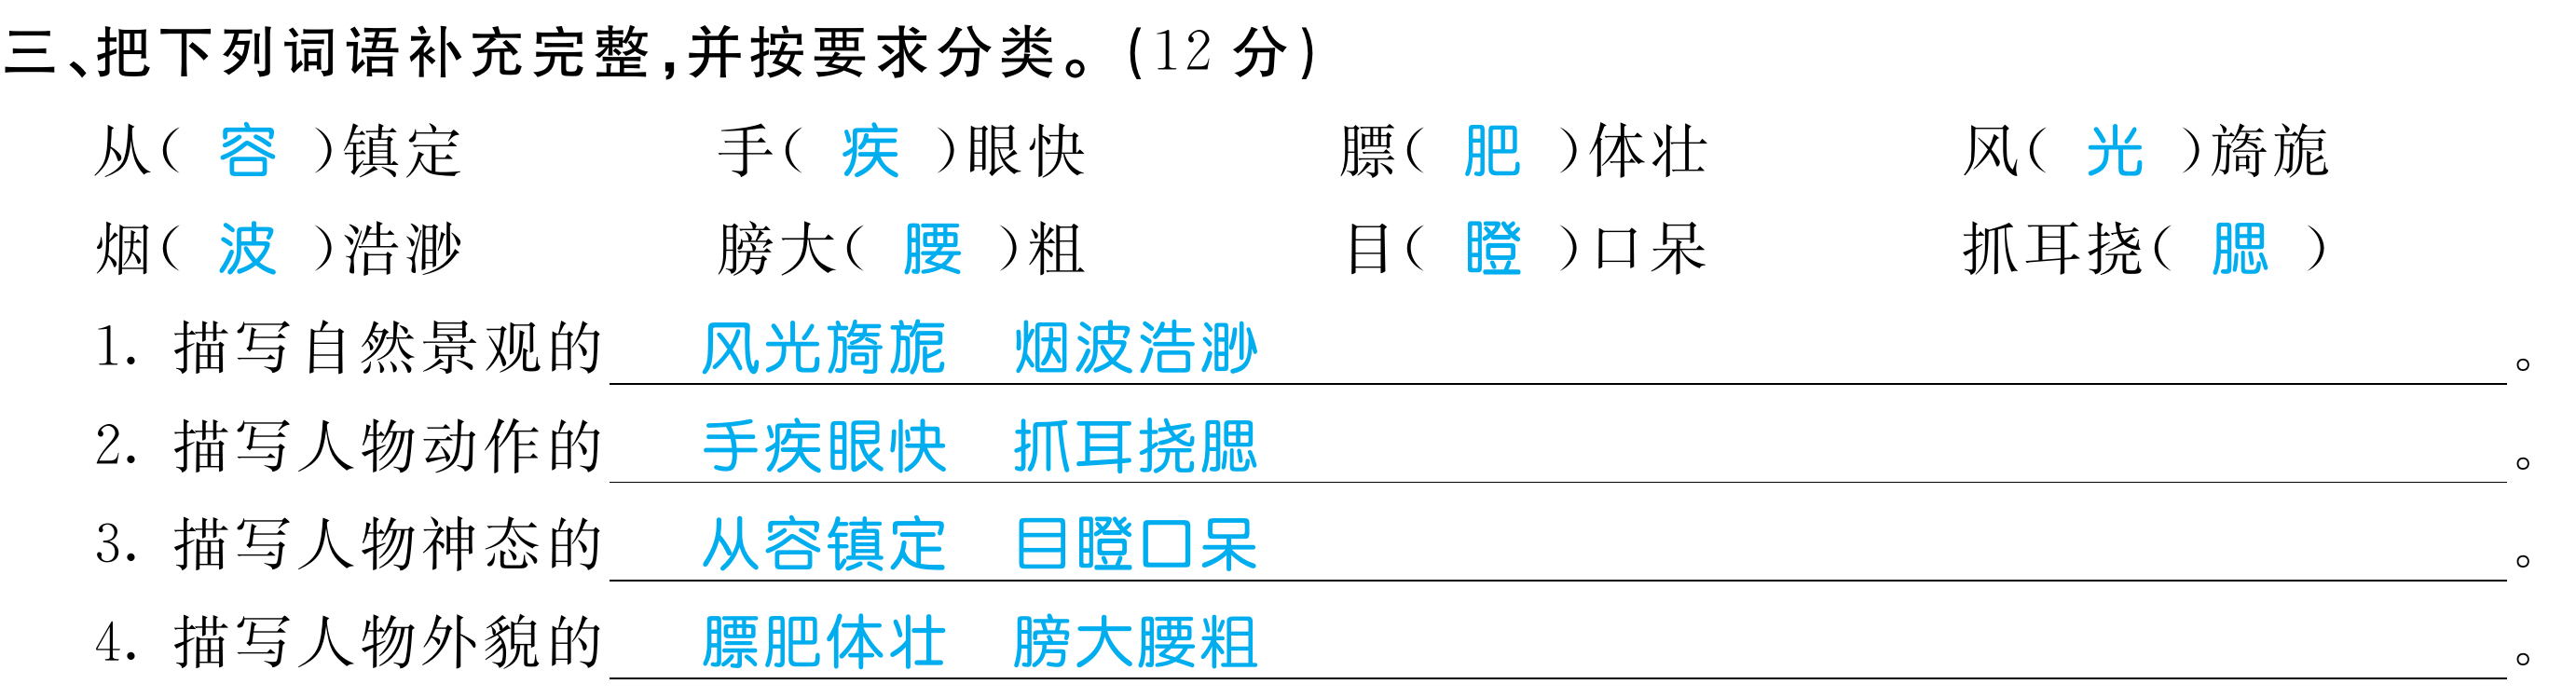 三、把下列词语补充完整,并按要求分类。(12 分)
从( 容 )镇定 手( 疾 )眼快 膘( 肥 )体壮 风( 光 )旖旎
烟( 波 )浩渺 膀大( 腰 )粗 目( 瞪 )口呆 抓耳挠( 腮 )
1. 描写自然景观的 风光旖旎 烟波浩渺 。
2. 描写人物动作的 手疾眼快 抓耳挠腮 。
3. 描写人物神态的 从容镇定 目瞪口呆 。
4. 描写人物外貌的 膘肥体壮 膀大腰粗 。